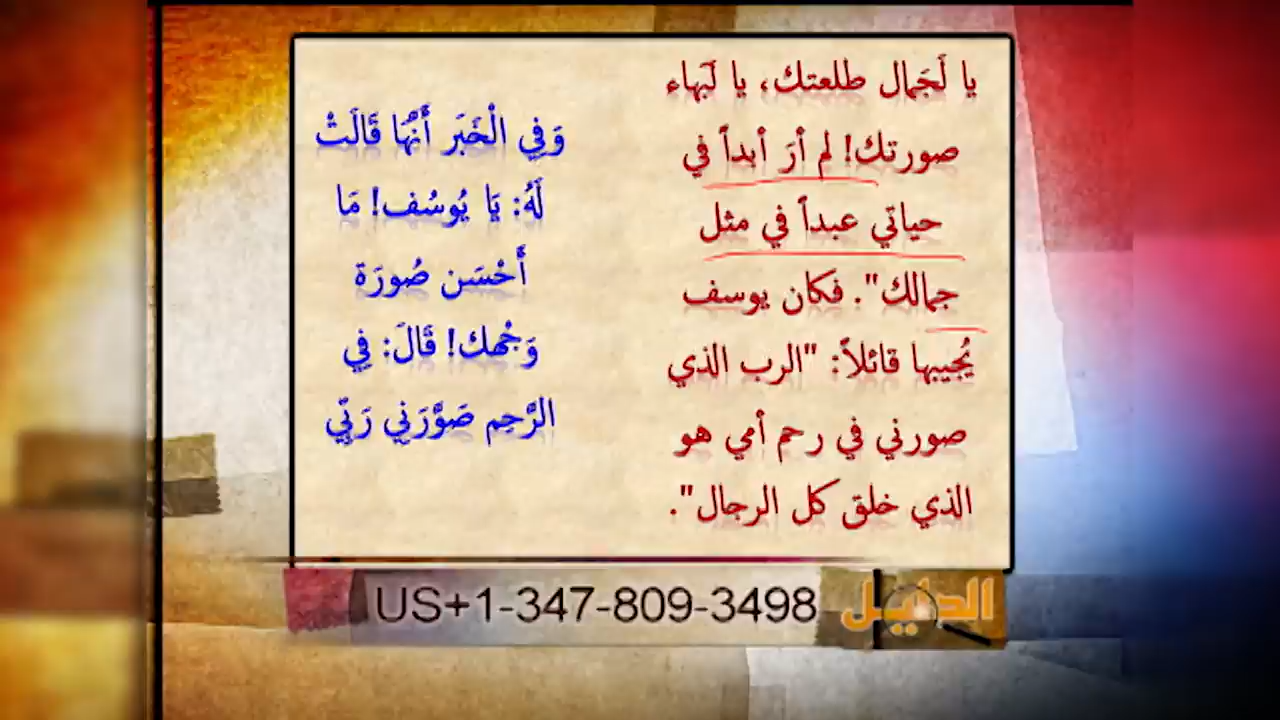 يا لَجَمال طلعتك، يا لَبَهاء
صورتك! لم أرَ أبداً في
حياتي عبداً في مثل
جمالك". فكان يوسف
يُجيبها قائلاً: "الرب الذي
صورني في رحم أمي هو
الذي خلق كل الرجال".
وَفِي الْخَبَر أَنَّهَا قَالَتْ
لَهُ: يَا يُوسُف! مَا
أَحْسَن صُورَة
وَجْهك! قَالَ: فِي
الرَّحِم صَوَّرَنِي رَبِّي
US+1-347-809-3498
الدليل